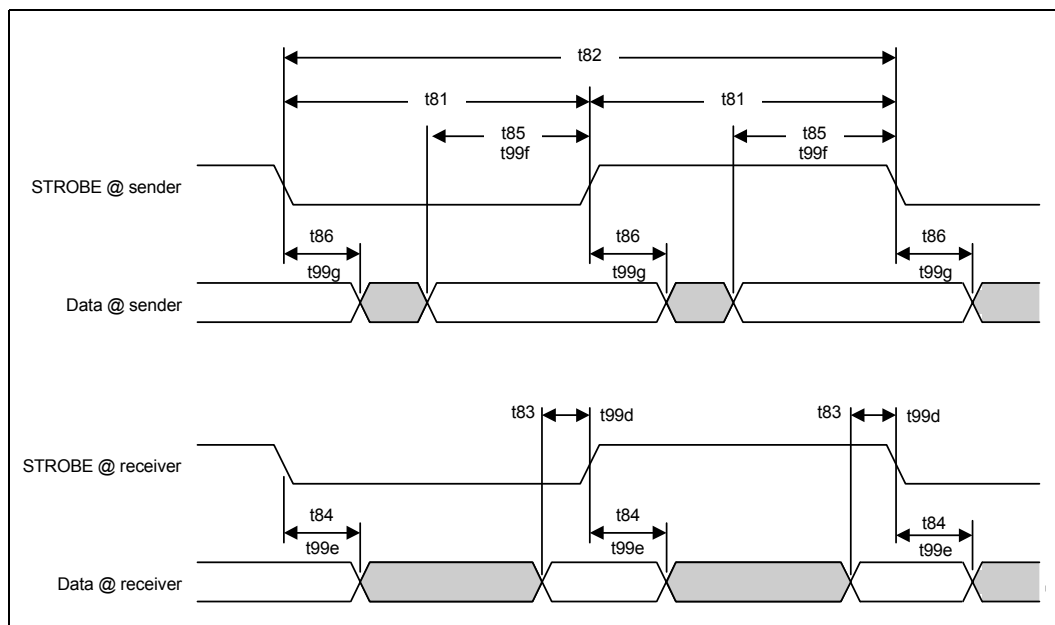 t82
t81 t81
t85 t85
t99f t99f
STROBE @ sender
t86 t86 t86
t99g t99g t99g
Data @ sender
t83 t99d t83 t99d
STROBE @ receiver
t84 t84 t84
t99e t99e t99e
Data @ receiver